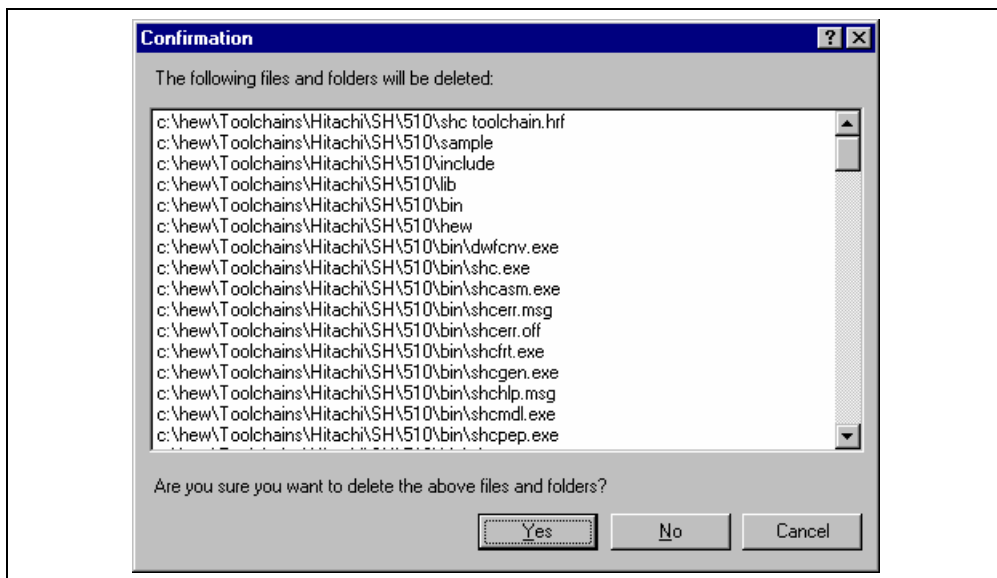 Confirmation
The following files and folders will be deleted:
c:\hew\Toolchains\Hitachi\SH\510\shc toolchain.hrf
c:\hew\Toolchains\Hitachi\SH\510\sample
c:\hew\Toolchains\Hitachi\SH\510\include
c:\hew\Toolchains\Hitachi\SH\510\lib
c:\hew\Toolchains\Hitachi\SH\510\bin
c:\hew\Toolchains\Hitachi\SH\510\hew
c:\hew\Toolchains\Hitachi\SH\510\bin\dwfcnv.exe
c:\hew\Toolchains\Hitachi\SH\510\bin\shc.exe
c:\hew\Toolchains\Hitachi\SH\510\bin\shcasm.exe
c:\hew\Toolchains\Hitachi\SH\510\bin\shcerr.msg
c:\hew\Toolchains\Hitachi\SH\510\bin\shcerr.off
c:\hew\Toolchains\Hitachi\SH\510\bin\shcfrt.exe
c:\hew\Toolchains\Hitachi\SH\510\bin\shcgen.exe
c:\hew\Toolchains\Hitachi\SH\510\bin\shchlp.msg
c:\hew\Toolchains\Hitachi\SH\510\bin\shcmdl.exe
c:\hew\Toolchains\Hitachi\SH\510\bin\shcpep.exe
Are you sure you want to delete the above files and folders?
Yes No Cancel